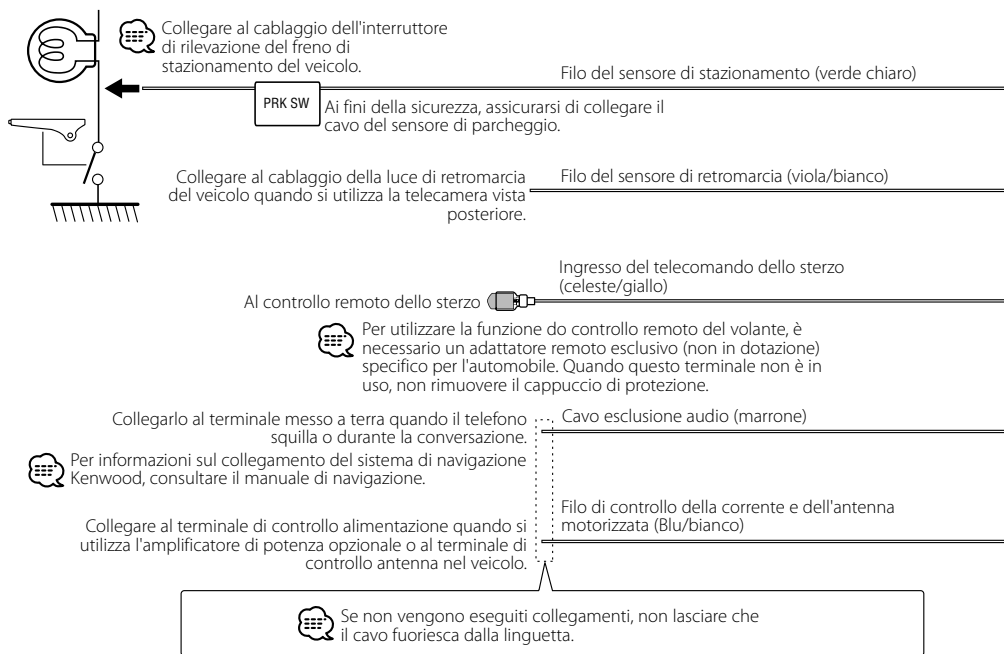 Collegare al cablaggio dell'interruttore
di rilevazione del freno di
stazionamento del veicolo.
Filo del sensore di stazionamento (verde chiaro)
PRK SW
Ai fini della sicurezza, assicurarsi di collegare il
cavo del sensore di parcheggio.
Collegare al cablaggio della luce di retromarcia
del veicolo quando si utilizza la telecamera vista
posteriore.
Filo del sensore di retromarcia (viola/bianco)
Ingresso del telecomando dello sterzo
(celeste/giallo)
Al controllo remoto dello sterzo
Per utilizzare la funzione do controllo remoto del volante, è
necessario un adattatore remoto esclusivo (non in dotazione)
specifico per l'automobile. Quando questo terminale non è in
uso, non rimuovere il cappuccio di protezione.
Collegarlo al terminale messo a terra quando il telefono
squilla o durante la conversazione.
Cavo esclusione audio (marrone)
Per informazioni sul collegamento del sistema di navigazione
Kenwood, consultare il manuale di navigazione.
Filo di controllo della corrente e dell'antenna
motorizzata (Blu/bianco)
Collegare al terminale di controllo alimentazione quando si
utilizza l'amplificatore di potenza opzionale o al terminale di
controllo antenna nel veicolo.
Se non vengono eseguiti collegamenti, non lasciare che
il cavo fuoriesca dalla linguetta.